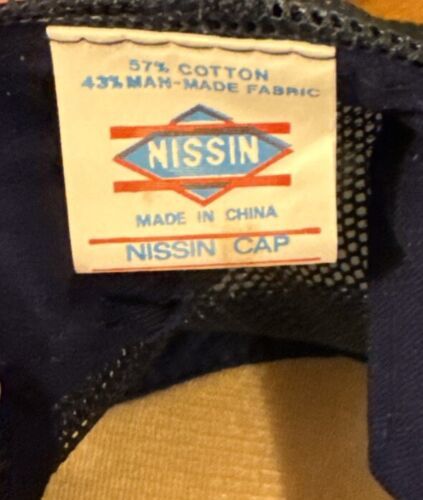 57% COTTON
43% MAN-MADE FABRIC
NISSIN
MADE IN CHINA
NISSIN CAP